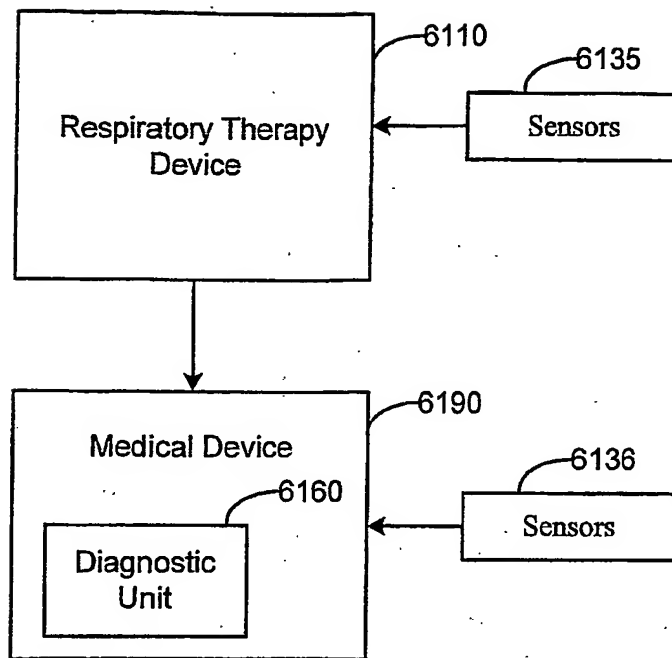 6110
6135
Respiratory Therapy
Device
Sensors
6190
Medical Device
6136
6160
Sensors
Diagnostic
Unit